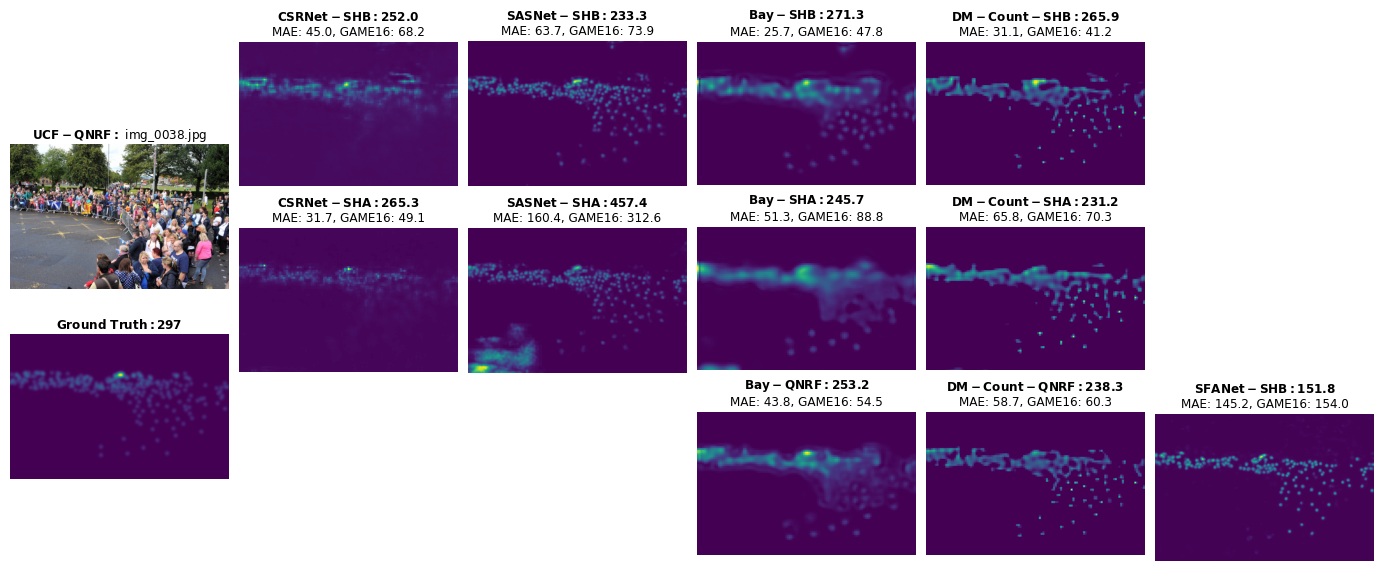 CSRNet − SHB : 252.0
MAE: 45.0, GAME16: 68.2
SASNet − SHB : 233.3
MAE: 63.7, GAME16: 73.9
Bay − SHB : 271.3
MAE: 25.7, GAME16: 47.8
DM − Count − SHB : 265.9
MAE: 31.1, GAME16: 41.2
UCF − QNRF : img_0038.jpg
CSRNet − SHA : 265.3
MAE: 31.7, GAME16: 49.1
SASNet − SHA : 457.4
MAE: 160.4, GAME16: 312.6
Bay − SHA : 245.7
MAE: 51.3, GAME16: 88.8
DM − Count − SHA : 231.2
MAE: 65.8, GAME16: 70.3
Ground Truth : 297
Bay − QNRF : 253.2
MAE: 43.8, GAME16: 54.5
DM − Count − QNRF : 238.3
MAE: 58.7, GAME16: 60.3
SFANet − SHB : 151.8
MAE: 145.2, GAME16: 154.0